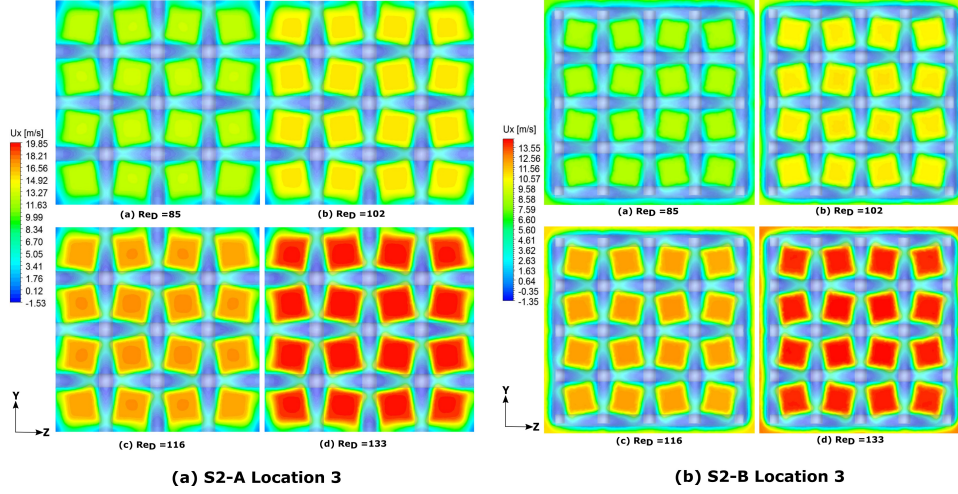 (a) ReD =85
(b) ReD =102
Ux [m/s]
19.85
18.21
16.57
14.92
13.27
11.63
9.99
8.34
6.70
5.05
3.41
1.76
0.12
-1.53
(c) ReD =116
(d) ReD =133
Y
Z
(a) S2-A Location 3
(a) ReD =85
(b) ReD =102
Ux [m/s]
13.55
12.56
11.57
10.57
9.58
8.58
7.59
6.60
5.60
4.61
3.62
2.63
1.63
0.64
-0.35
-1.35
(c) ReD =116
(d) ReD =133
Y
Z
(b) S2-B Location 3